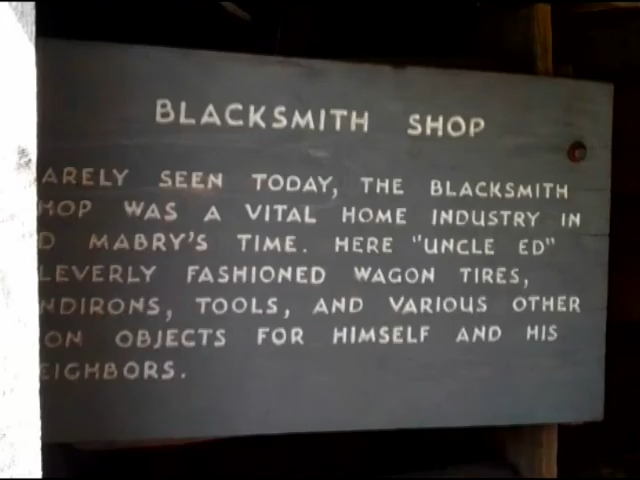 BLACKSMITH SHOP
ARELY SEEN TODAY, THE BLACKSMITH
HOP WAS A VITAL HOME INDUSTRY IN
D MABRY'S TIME. HERE "UNCLE ED"
LEVERLY FASHIONED WAGON TIRES,
NDIRONS, TOOLS, AND VARIOUS OTHER
ON OBJECTS FOR HIMSELF AND HIS
EIGHBORS.